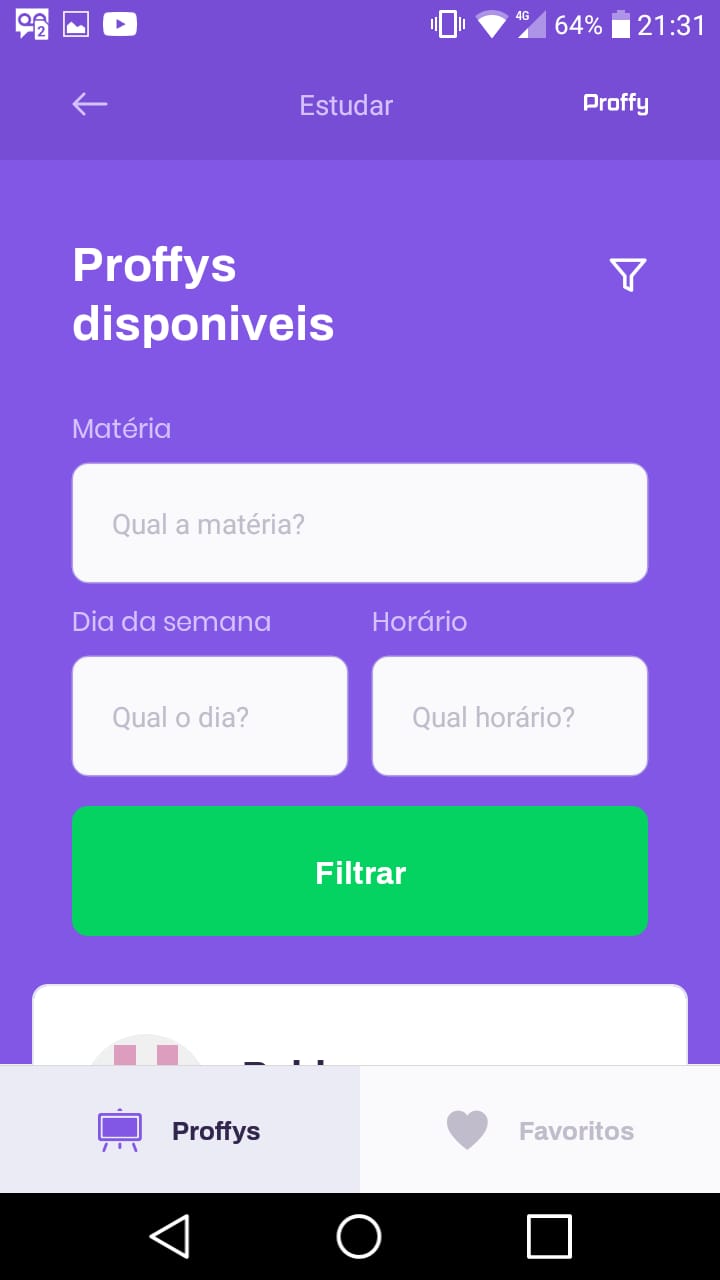 2
4G
64%
21:31
Estudar
Proffy
Proffys
disponiveis
Matéria
Qual a matéria?
Dia da semana
Horário
Qual o dia?
Qual horário?
Filtrar
Proffys
Favoritos